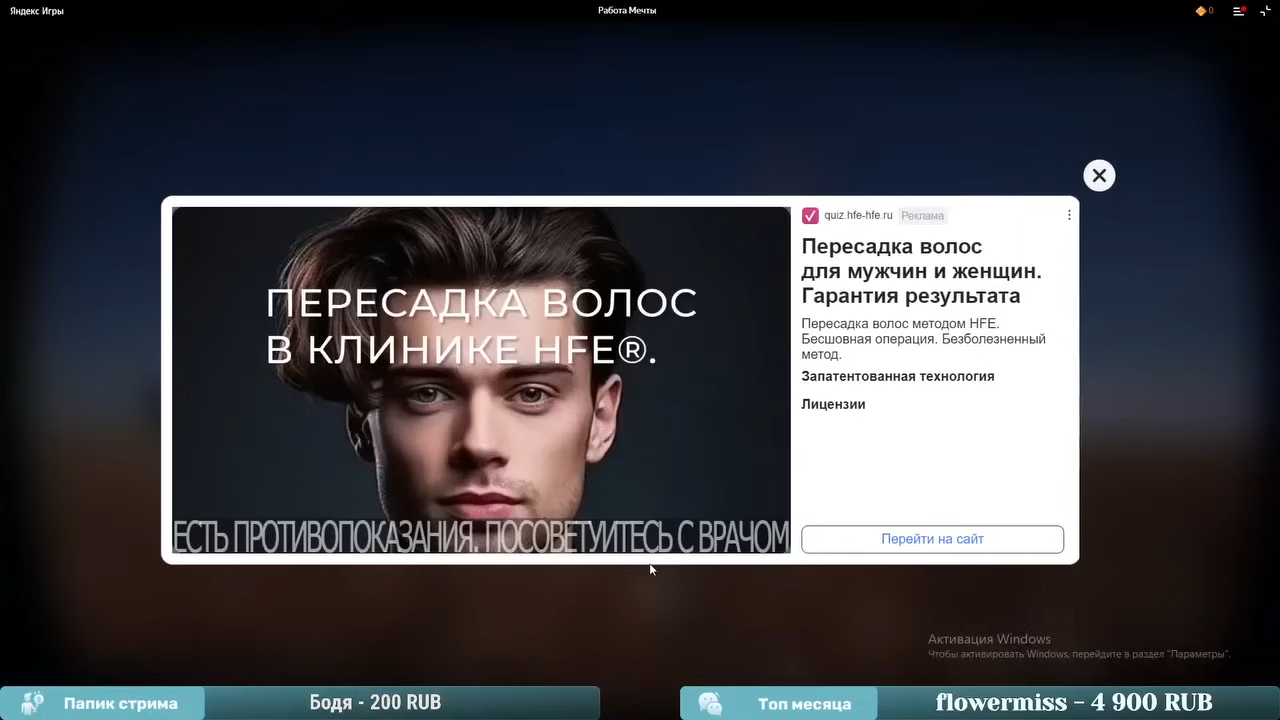 Яндекс Игры
Работа Мечты
0
ПЕРЕСАДКА ВОЛОС
В КЛИНИКЕ HFE®.
ЕСТЬ ПРОТИВОПОКАЗАНИЯ. ПОСОВЕТУЙТЕСЬ С ВРАЧОМ
quiz.hfe-hfe.ru Реклама
Пересадка волос
для мужчин и женщин.
Гарантия результата
Пересадка волос методом HFE.
Бесшовная операция. Безболезненный
метод.
Запатентованная технология
Лицензии
Перейти на сайт
Активация Windows
Чтобы активировать Windows, перейдите в раздел "Параметры".
Папик стрима
Бодя - 200 RUB
Топ месяца
flowermiss - 4 900 RUB